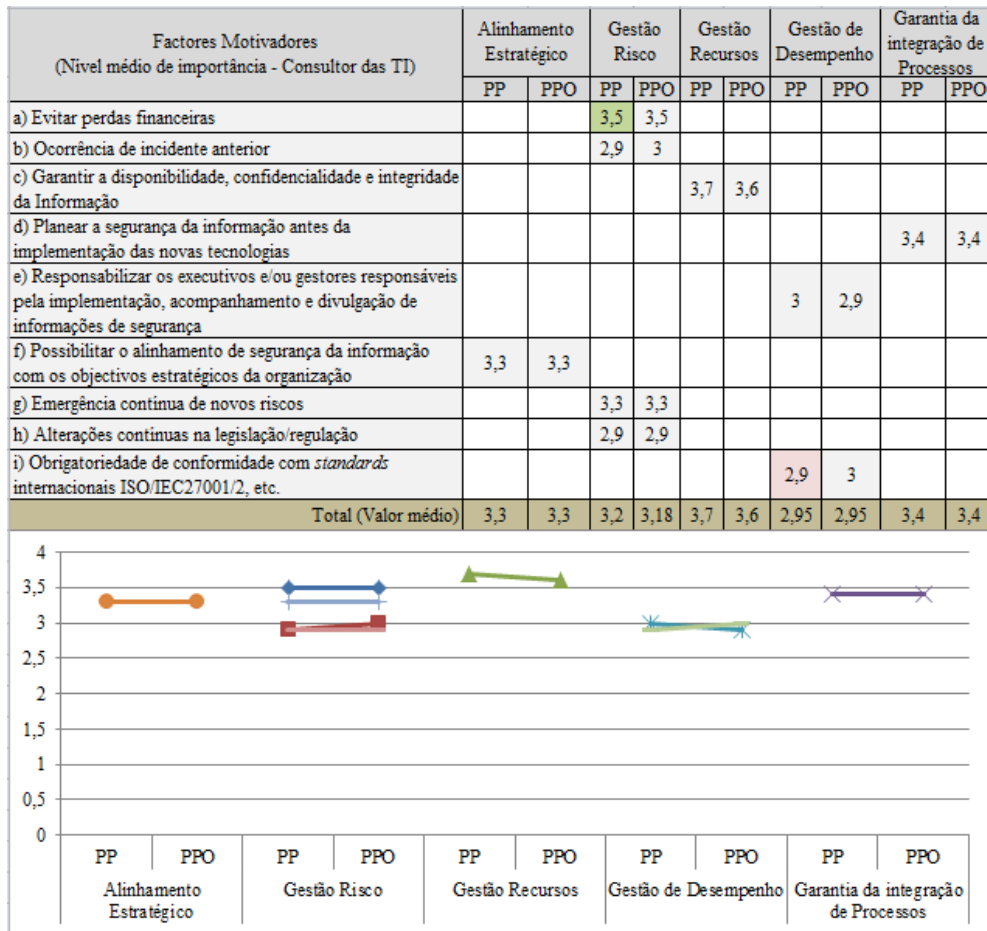 Factores Motivadores
(Nivel médio de importância - Consultor das TI)
Alinhamento
Estratégico
Gestão
Risco
Gestão
Recursos
Gestão de
Desempenho
Garantia da
integração de
Processos
PP PPO PP PPO PP PPO PP PPO PP PPO
a) Evitar perdas financeiras 3,5 3,5
b) Ocorrência de incidente anterior 2,9 3
c) Garantir a disponibilidade, confidencialidade e integridade
da Informação 3,7 3,6
d) Planear a segurança da informação antes da
implementação das novas tecnologias 3,4 3,4
e) Responsabilizar os executivos e/ou gestores responsáveis
pela implementação, acompanhamento e divulgação de 3 2,9
informações de segurança
f) Possibilitar o alinhamento de segurança da informação
com os objectivos estratégicos da organização 3,3 3,3
g) Emergência contínua de novos riscos 3,3 3,3
h) Alterações contínuas na legislação/regulação 2,9 2,9
i) Obrigatoriedade de conformidade com standards
internacionais ISO/IEC27001/2, etc. 2,9 3
Total (Valor médio) 3,3 3,3 3,2 3,18 3,7 3,6 2,95 2,95 3,4 3,4
4
3,5
3
2,5
2
1,5
1
0,5
0
PP PPO PP PPO PP PPO PP PPO PP PPO
Alinhamento
Estratégico
Gestão Risco
Gestão Recursos
Gestão de Desempenho
Garantia da integração
de Processos